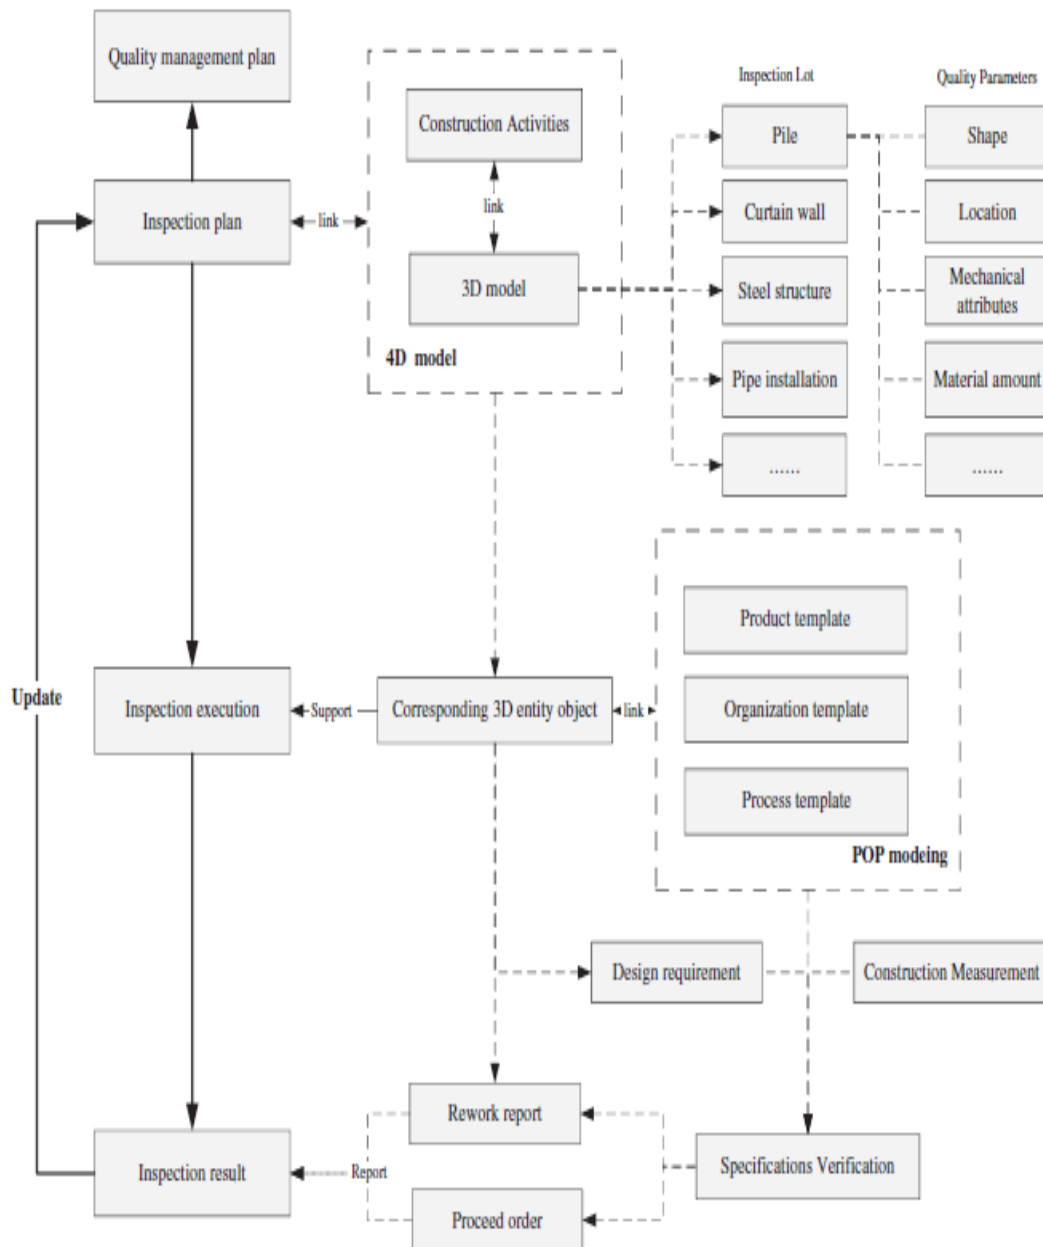 Quality management plan
Inspection Lot
Quality Parameters
Construction Activities
Pile
Shape
Inspection plan
link
link
Curtain wall
Location
3D model
Steel structure
Mechanical
attributes
4D model
Pipe installation
Material amount
......
......
Product template
Update
Inspection execution
Support
Corresponding 3D entity object
link
Organization template
Process template
POP modeing
Design requirement
Construction Measurement
Rework report
Inspection result
Report
Specifications Verification
Proceed order